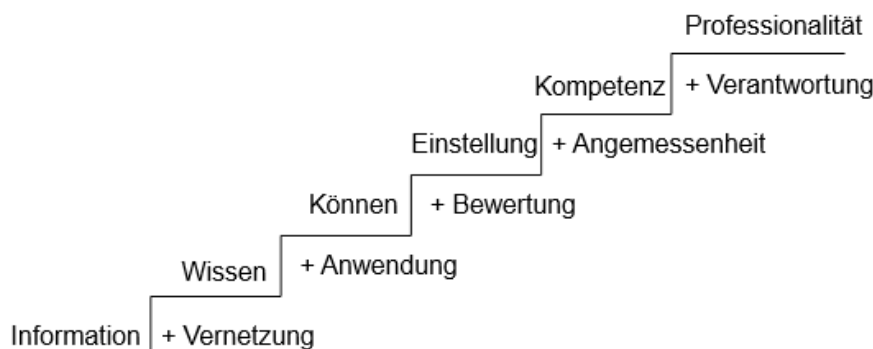 Professionalität
Kompetenz + Verantwortung
Einstellung + Angemessenheit
Können + Bewertung
Wissen + Anwendung
Information + Vernetzung